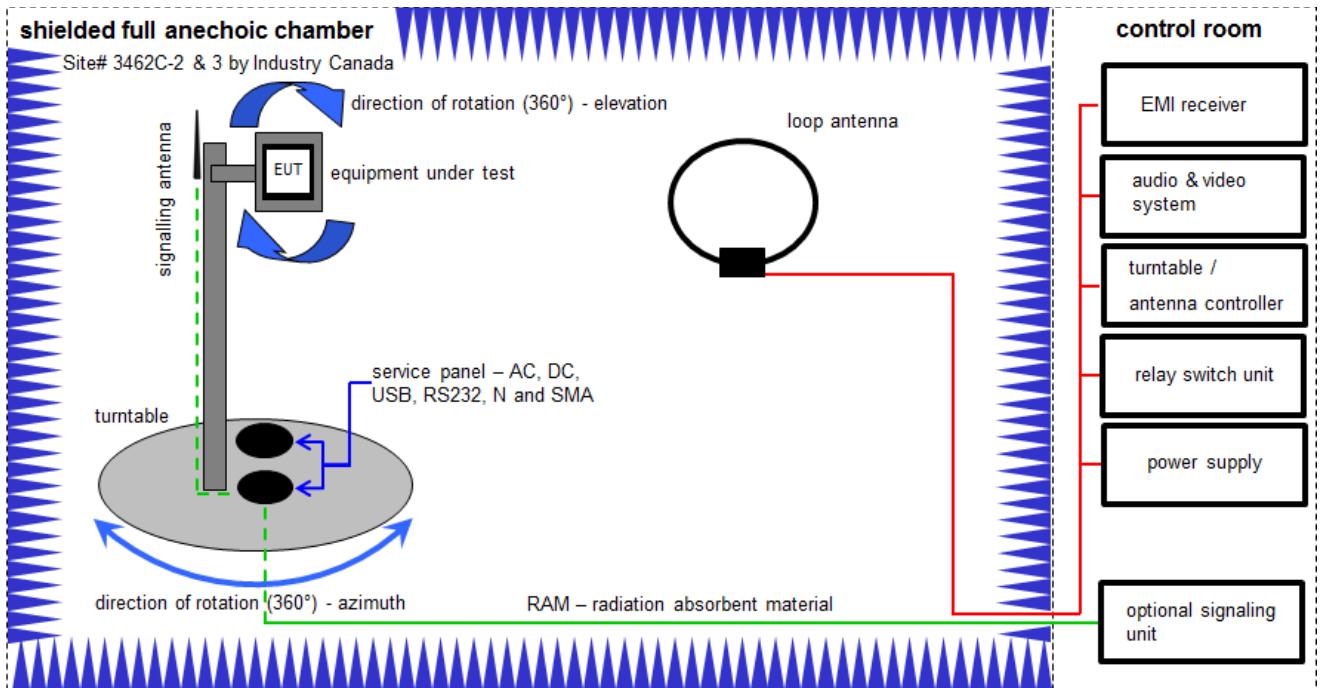 shielded full anechoic chamber
Site# 3462C-2 & 3 by Industry Canada
direction of rotation (360°) - elevation
signalling antenna
EUT
equipment under test
loop antenna
service panel – AC, DC,
USB, RS232, N and SMA
turntable
direction of rotation (360°) - azimuth
RAM – radiation absorbent material
control room
EMI receiver
audio & video
system
turntable /
antenna controller
relay switch unit
power supply
optional signaling
unit